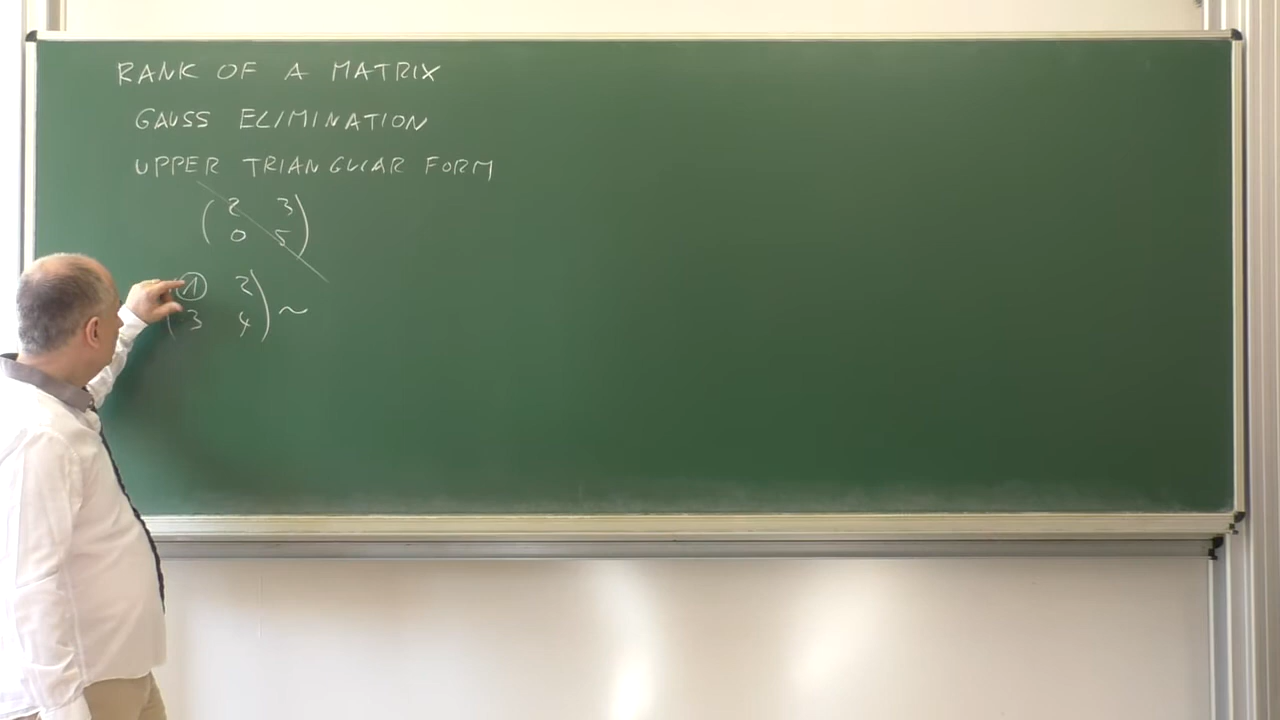 RANK OF A MATRIX
GAUSS ELIMINATION
UPPER TRIANGULAR FORM
( 2 3 )
0 5
( 1 2 ) ~
3 4